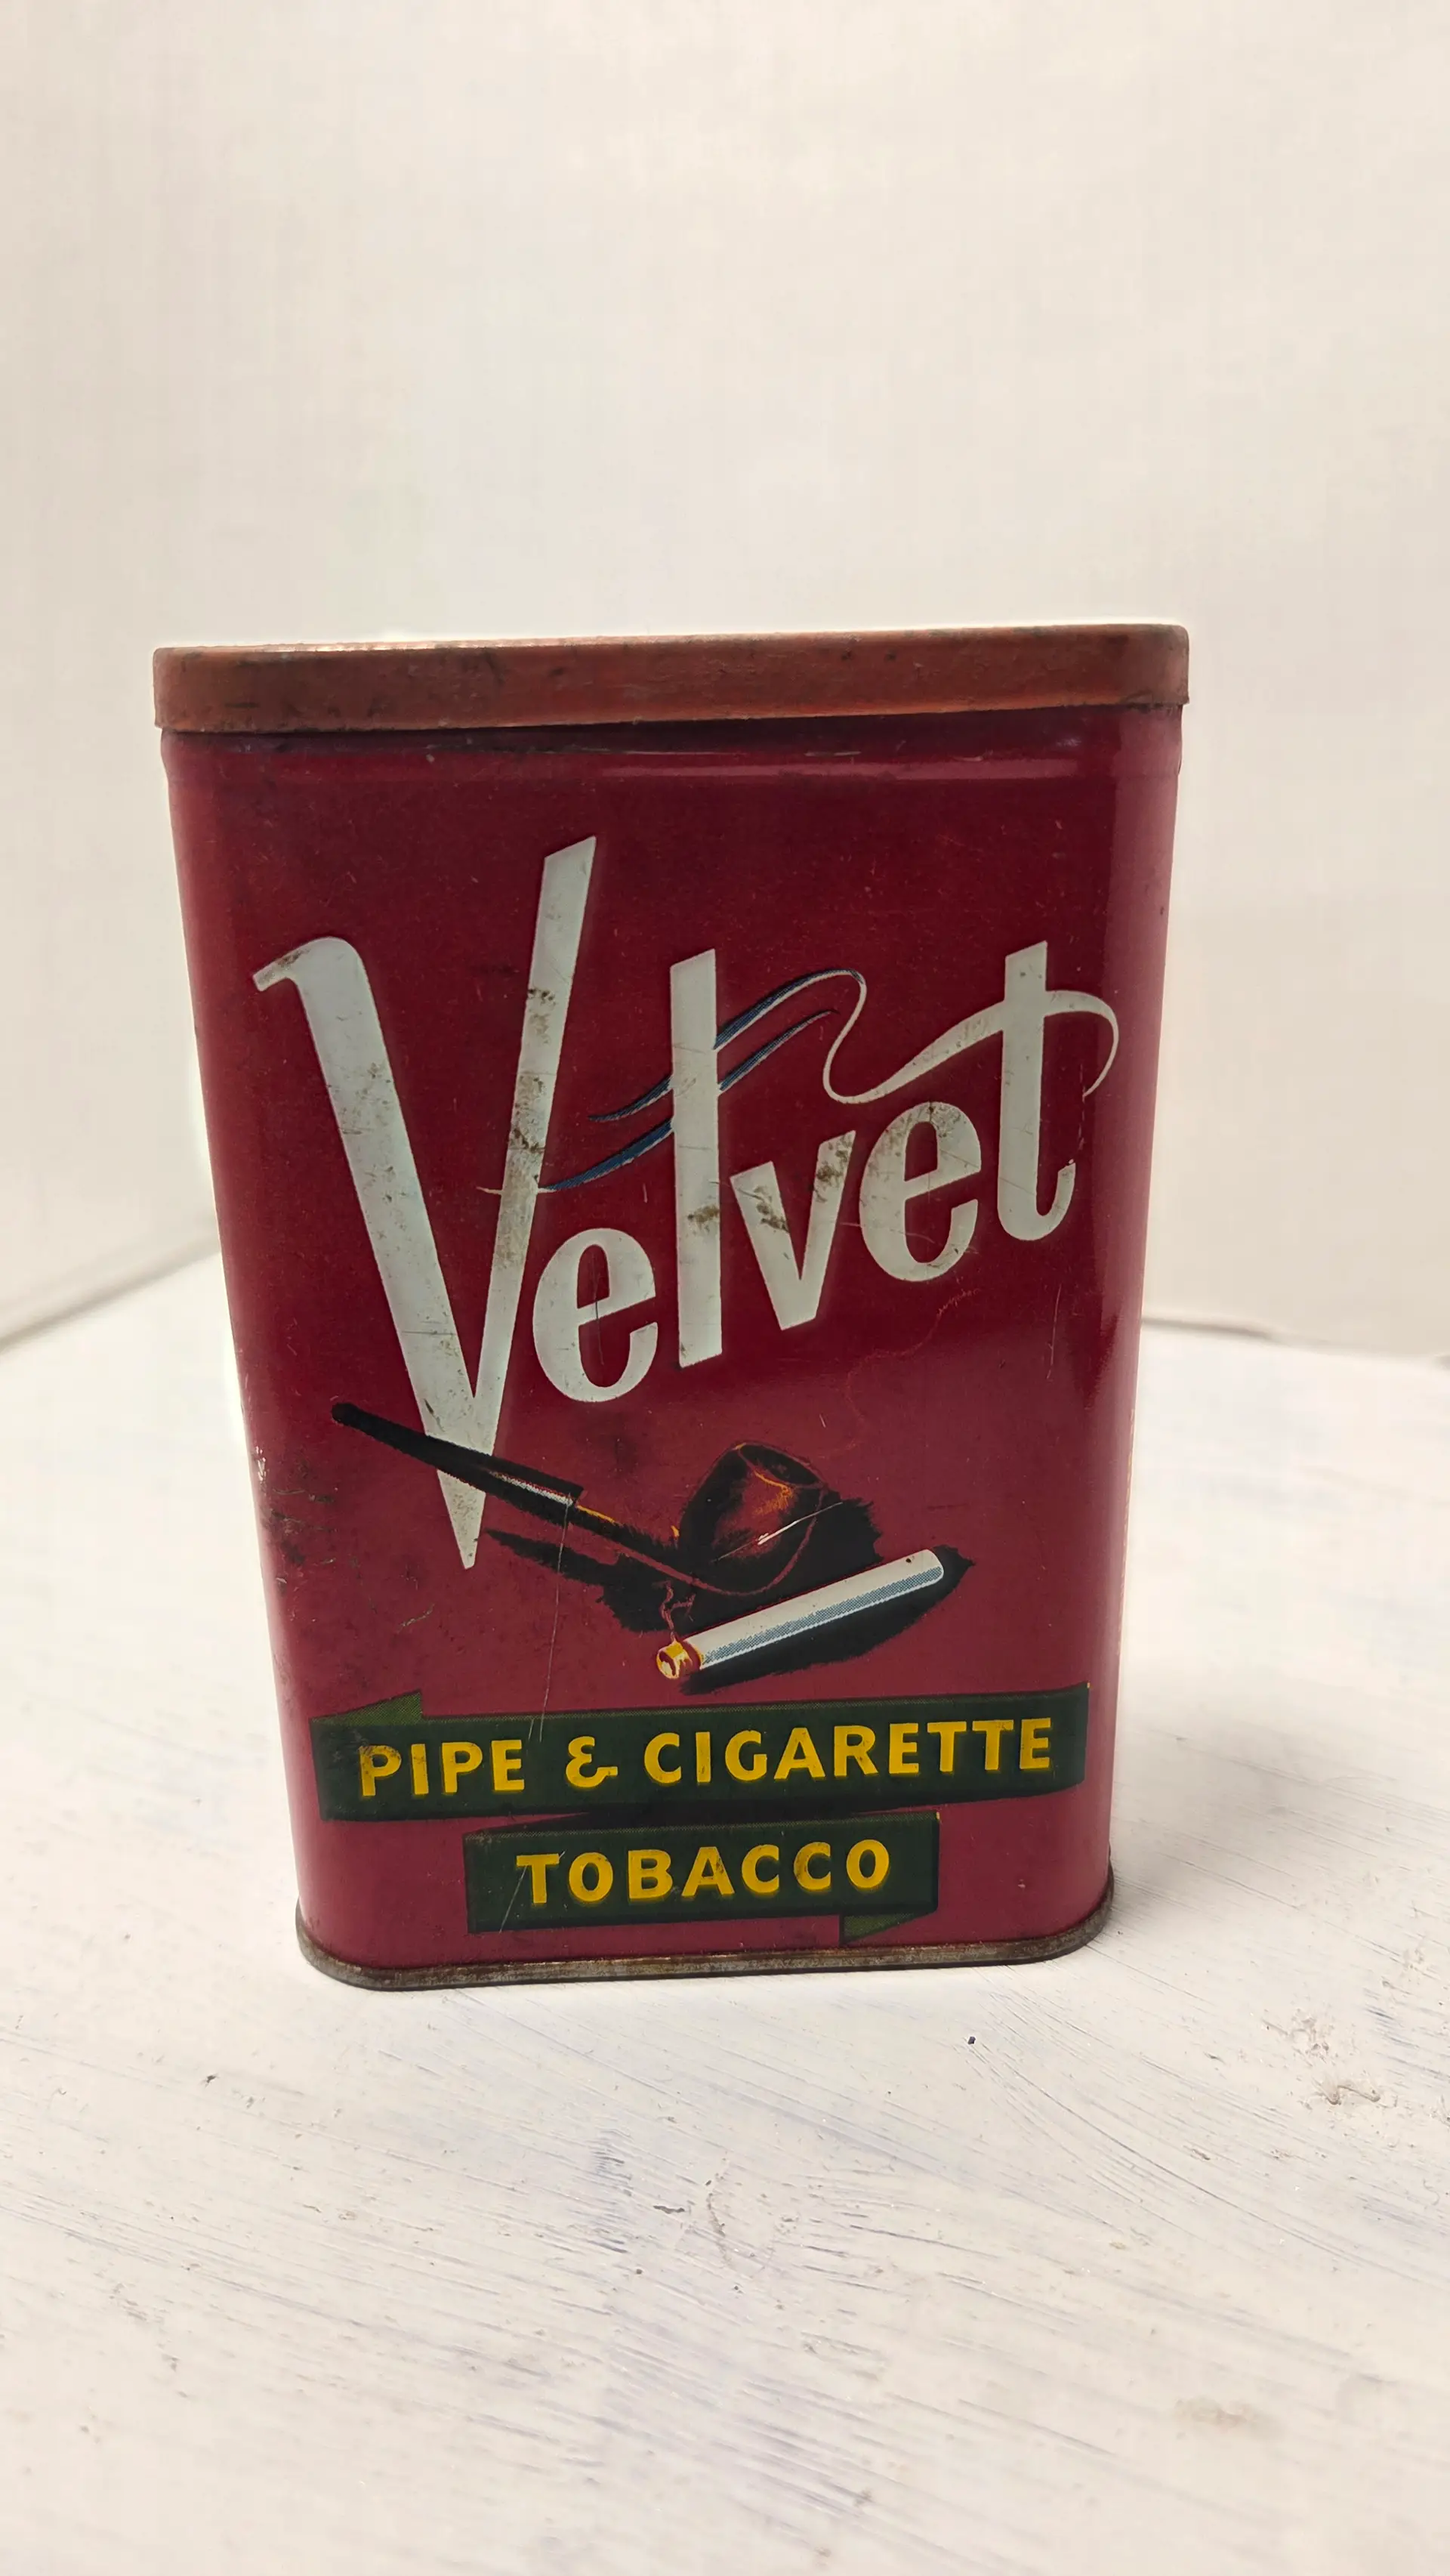 Velvet
PIPE & CIGARETTE
TOBACCO